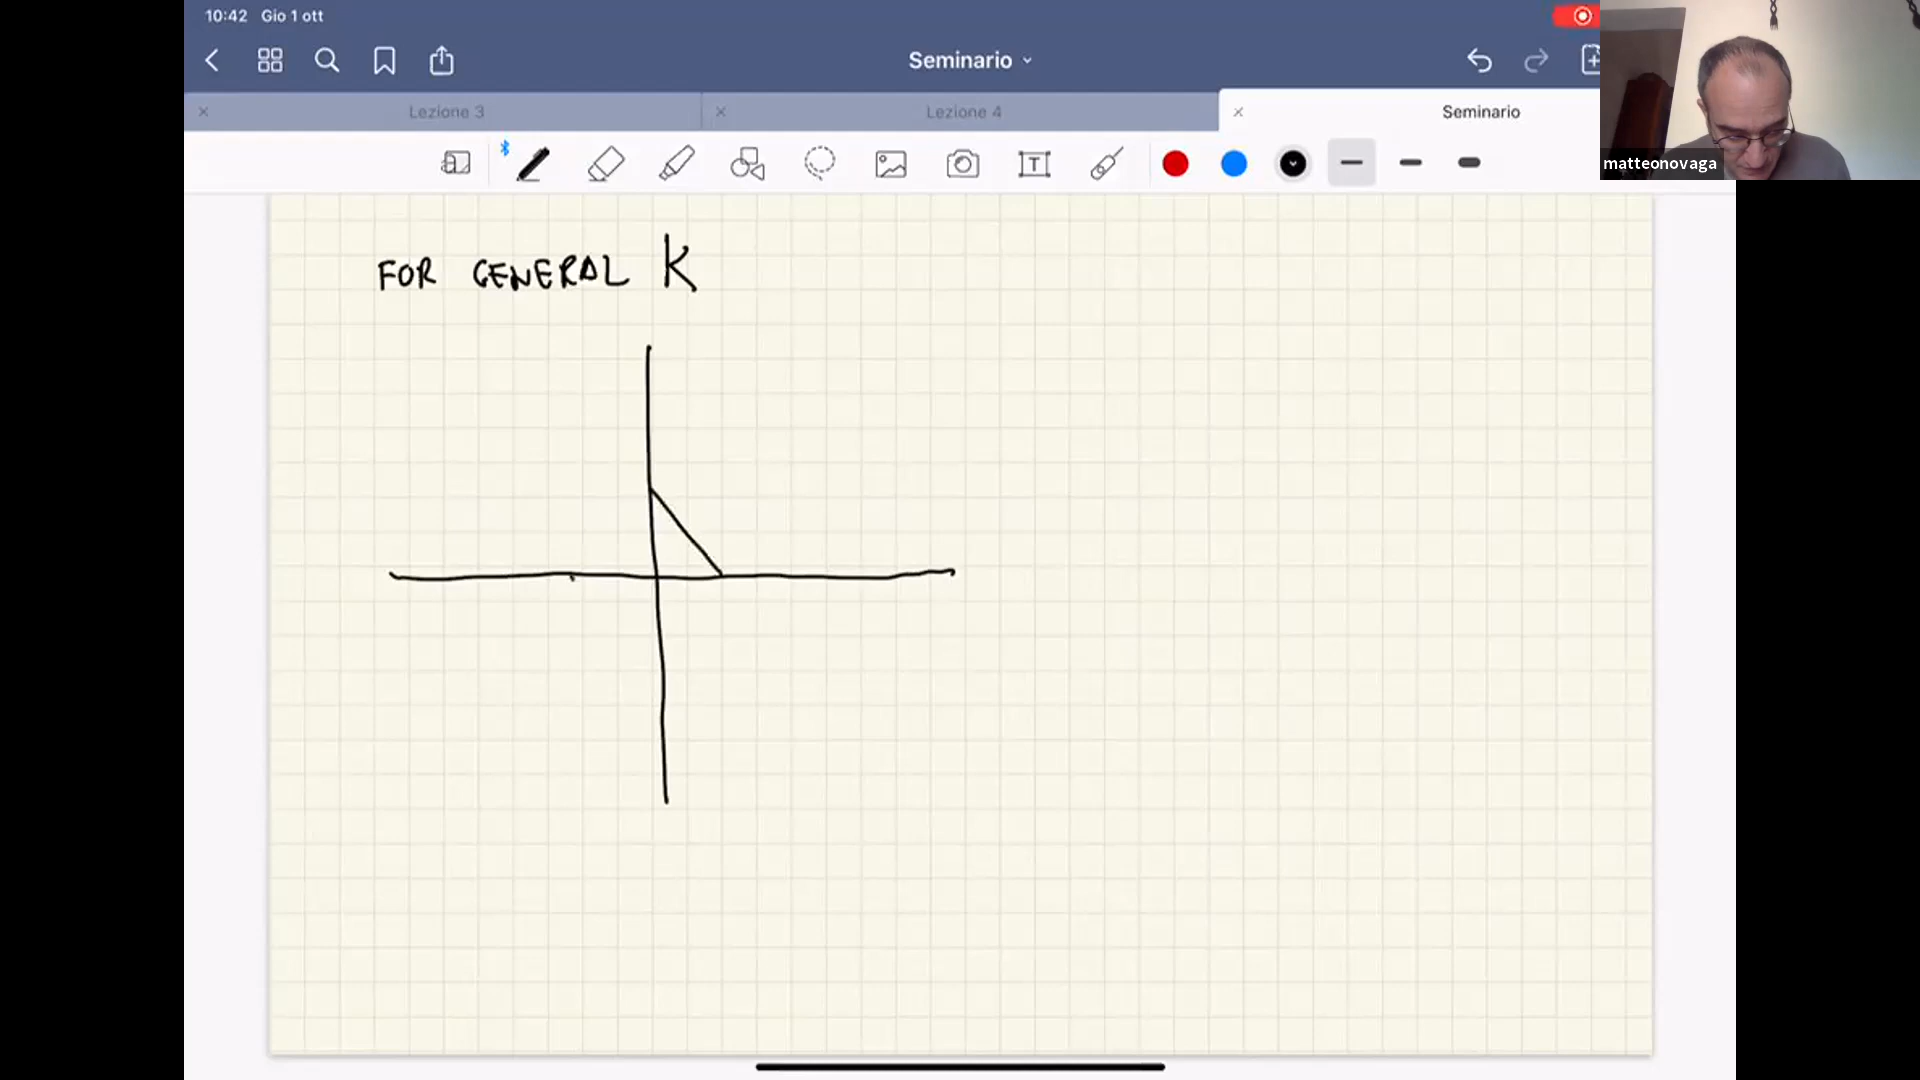 10:42 Gio 1 ott
Seminario
Lezione 3
Lezione 4
Seminario
T
matteonovaga
FOR GENERAL K